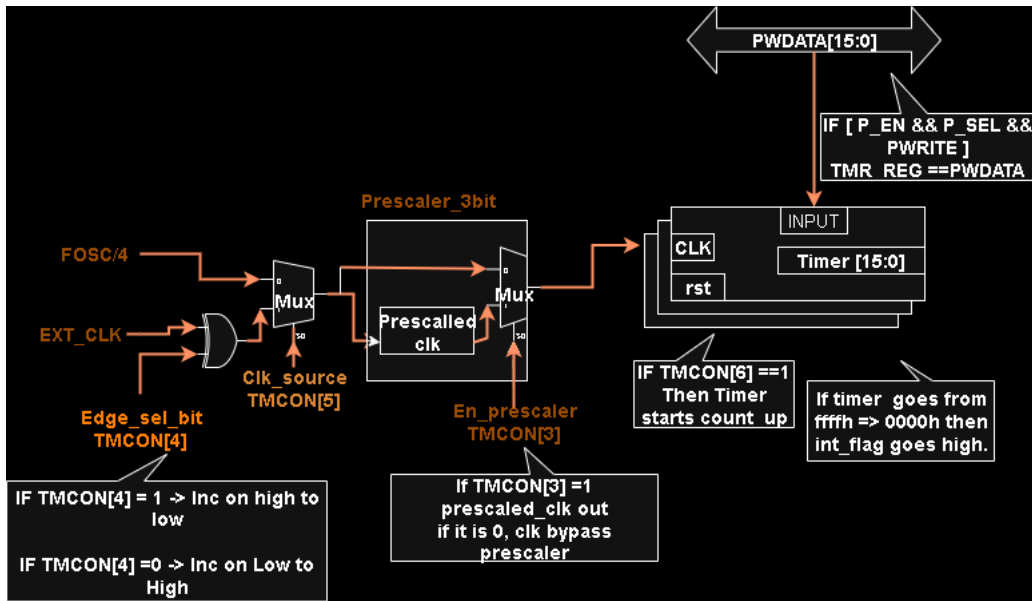 PWDATA[15:0]
IF [ P_EN && P_SEL &&
PWRITE ]
TMR_REG ==PWDATA
Prescaler_3bit
INPUT
FOSC/4
CLK
Timer [15:0]
Mux
Mux
rst
Prescalled
clk
EXT_CLK
Clk_source
TMCON[5]
Edge_sel_bit
TMCON[4]
En_prescaler
TMCON[3]
IF TMCON[6] ==1
Then Timer
starts count_up
If timer goes from
ffffh => 0000h then
int_flag goes high.
IF TMCON[4] = 1 -> Inc on high to
low
IF TMCON[4] =0 -> Inc on Low to
High
If TMCON[3] =1
prescaled_clk out
if it is 0, clk bypass
prescaler